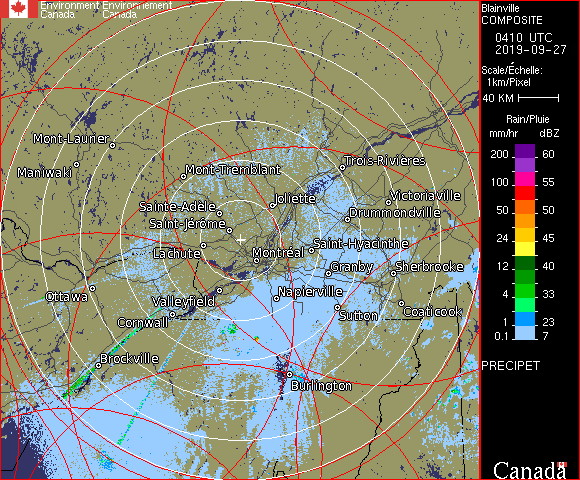 Environment Environnement
Canada Canada
Blainville
COMPOSITE
0410 UTC
2019-09-27
Scale/Échelle:
1km/Pixel
40 KM
Rain/Pluie
mm/hr dBZ
200 60
100 55
50 50
24 45
12 40
4 33
1 23
0.1 7
PRECIPET
Canada
Mont-Laurier
Maniwaki
Mont-Tremblant
Trois-Rivières
Sainte-Adele
Joliette
Victoriaville
Drummondville
Saint-Jérôme
Lachute
Montréal
Saint-Hyacinthe
Granby
Sherbrooke
Ottawa
Valleyfield
Napierville
Cornwall
Sutton
Coaticook
Brockville
Burlington